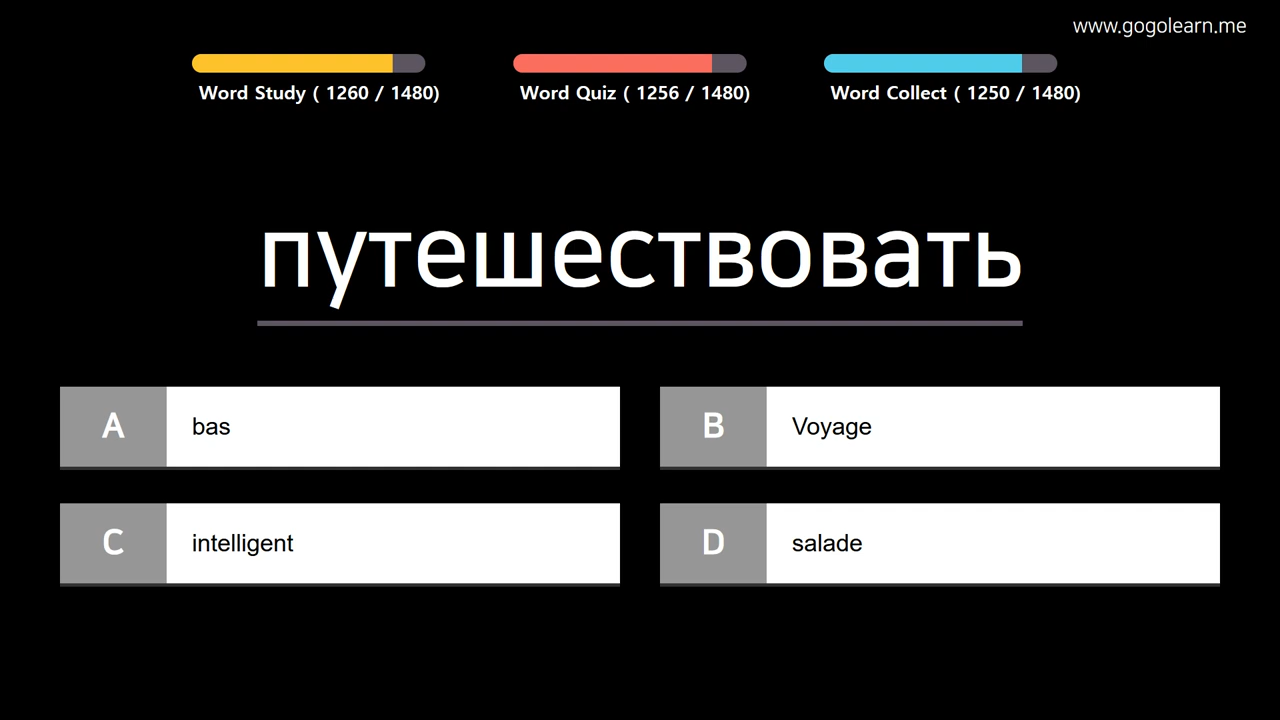 www.gogolearn.me
Word Study ( 1260 / 1480)
Word Quiz ( 1256 / 1480)
Word Collect ( 1250 / 1480)
путешествовать
A bas
B Voyage
C intelligent
D salade